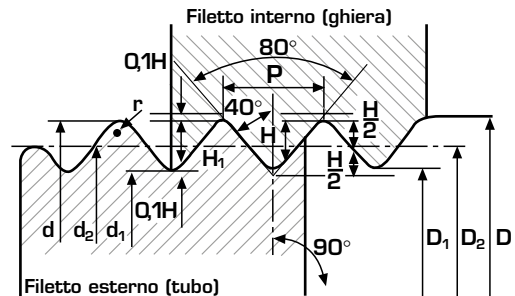 Filetto interno (ghiera)
80°
0,1H
P
r
40°
H
H/2
H₁
H/2
d
d₂
d₁
0,1H
D₁
D₂
D
90°
Filetto esterno (tubo)